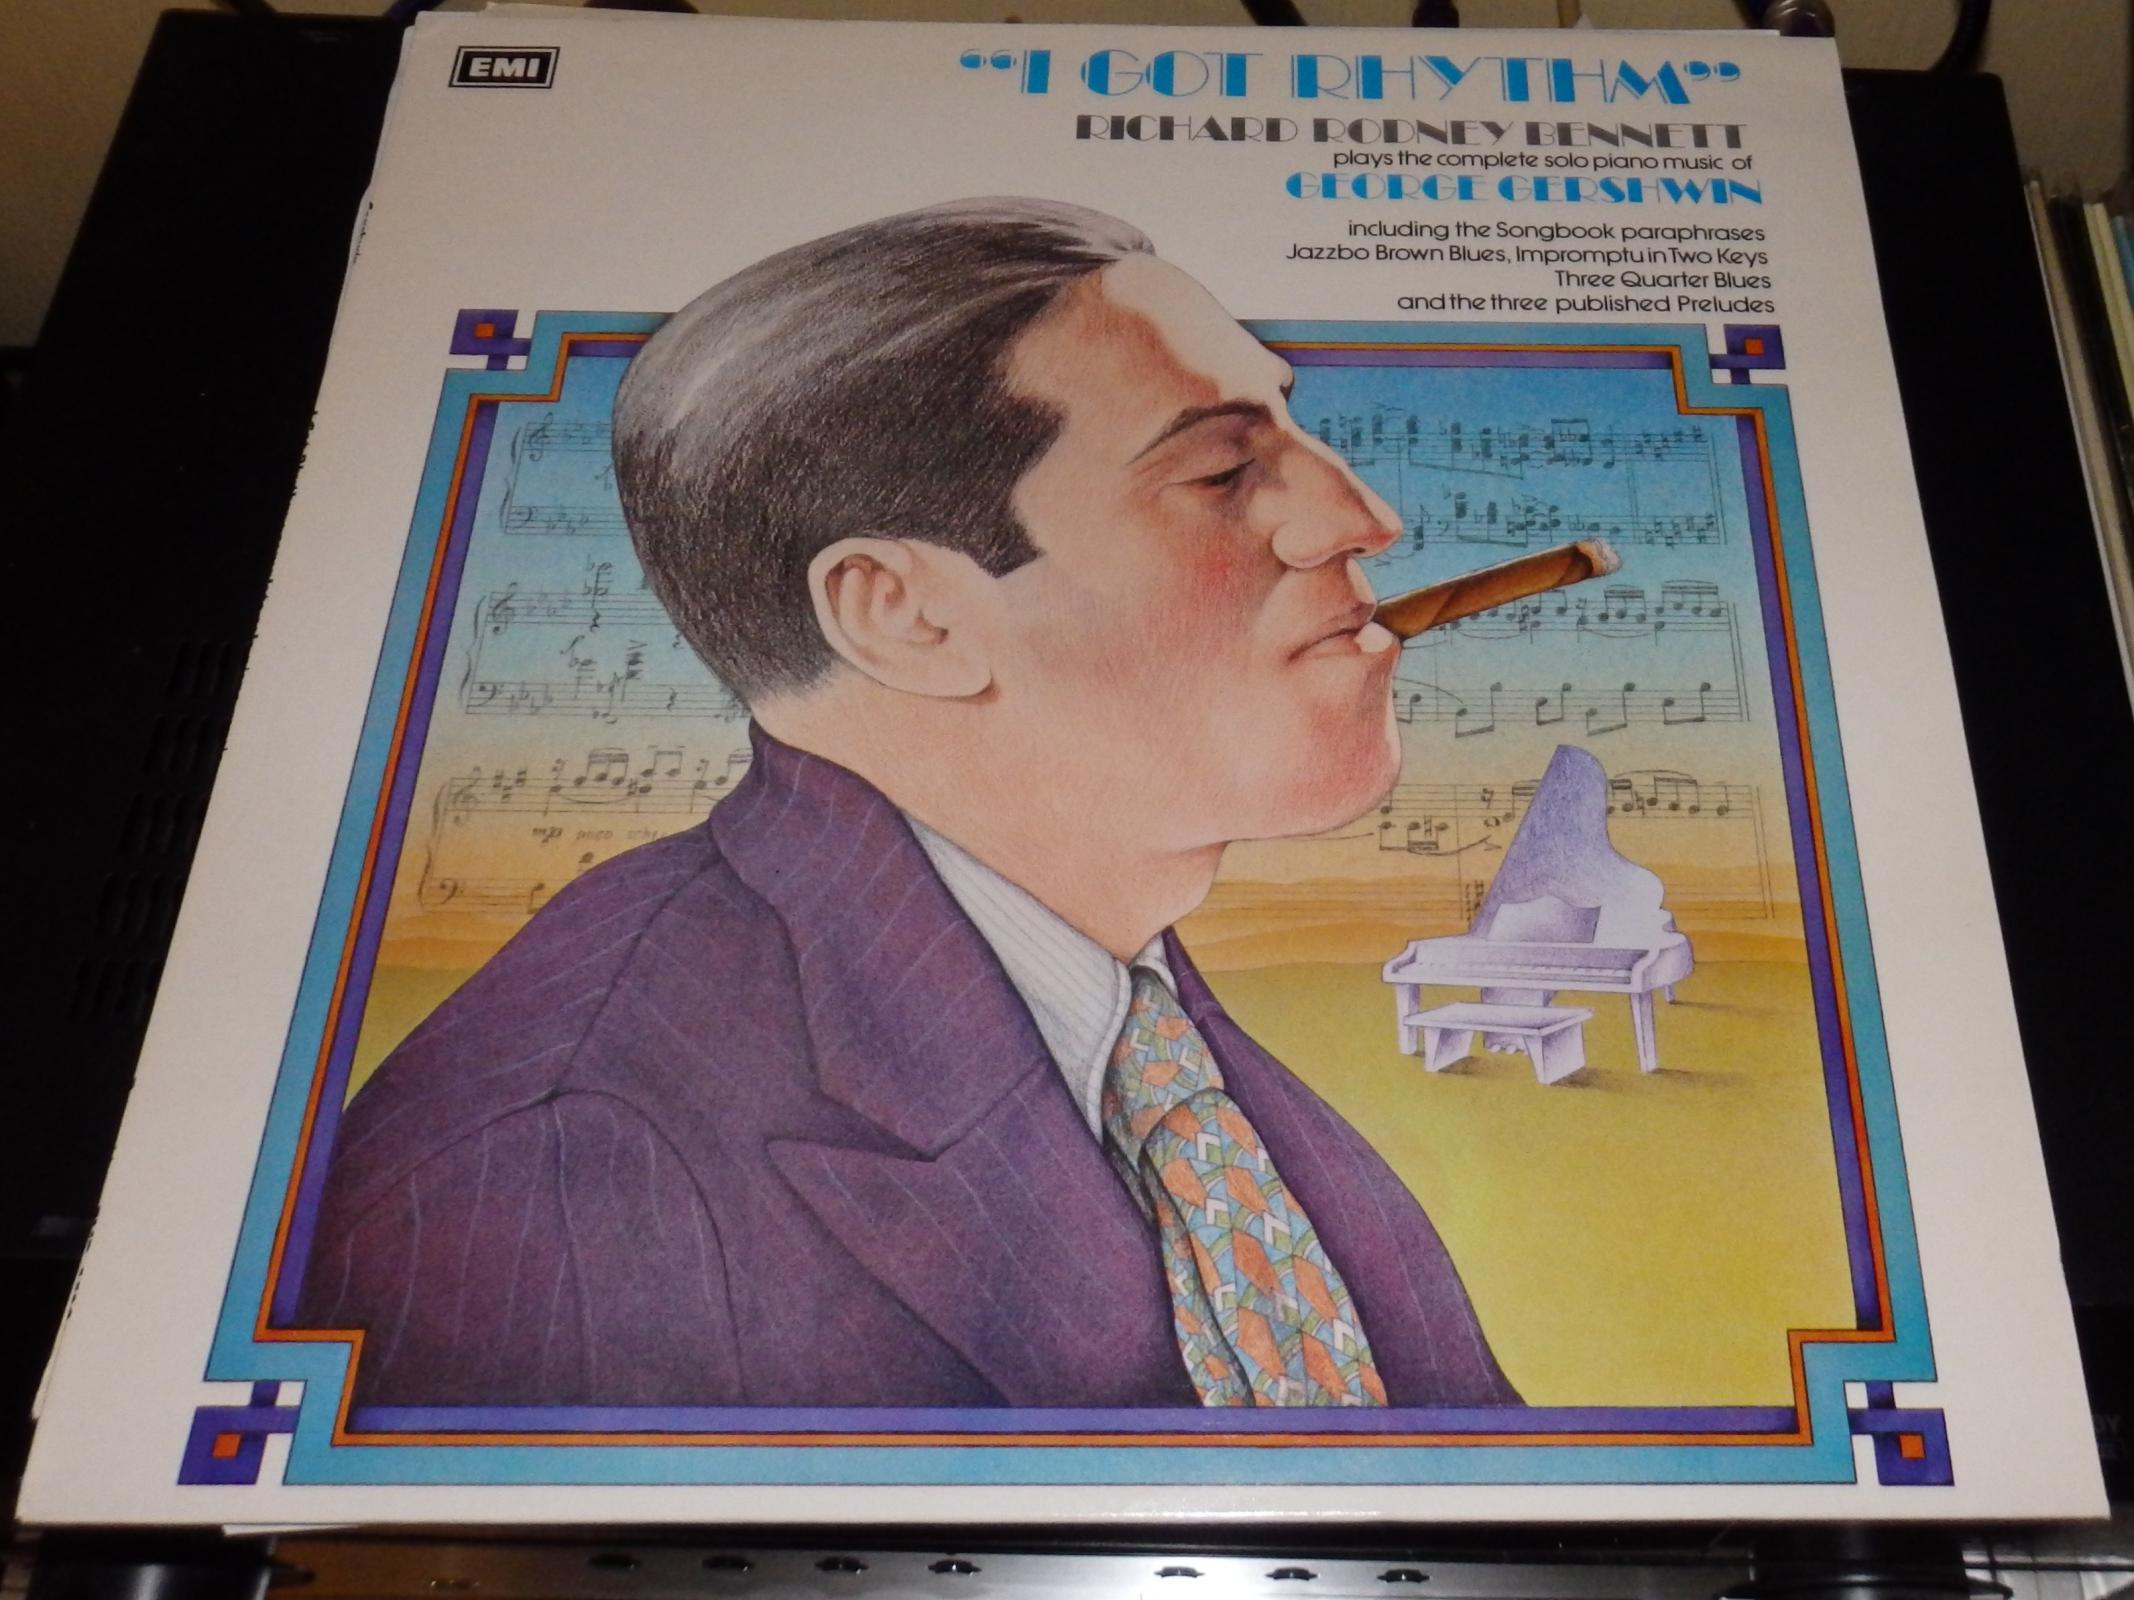 EMI
“I GOT RHYTHM”
RICHARD RODNEY BENNETT
plays the complete solo piano music of
GEORGE GERSHWIN
including the Songbook paraphrases
Jazzbo Brown Blues, Impromptu in Two Keys
Three Quarter Blues
and the three published Preludes